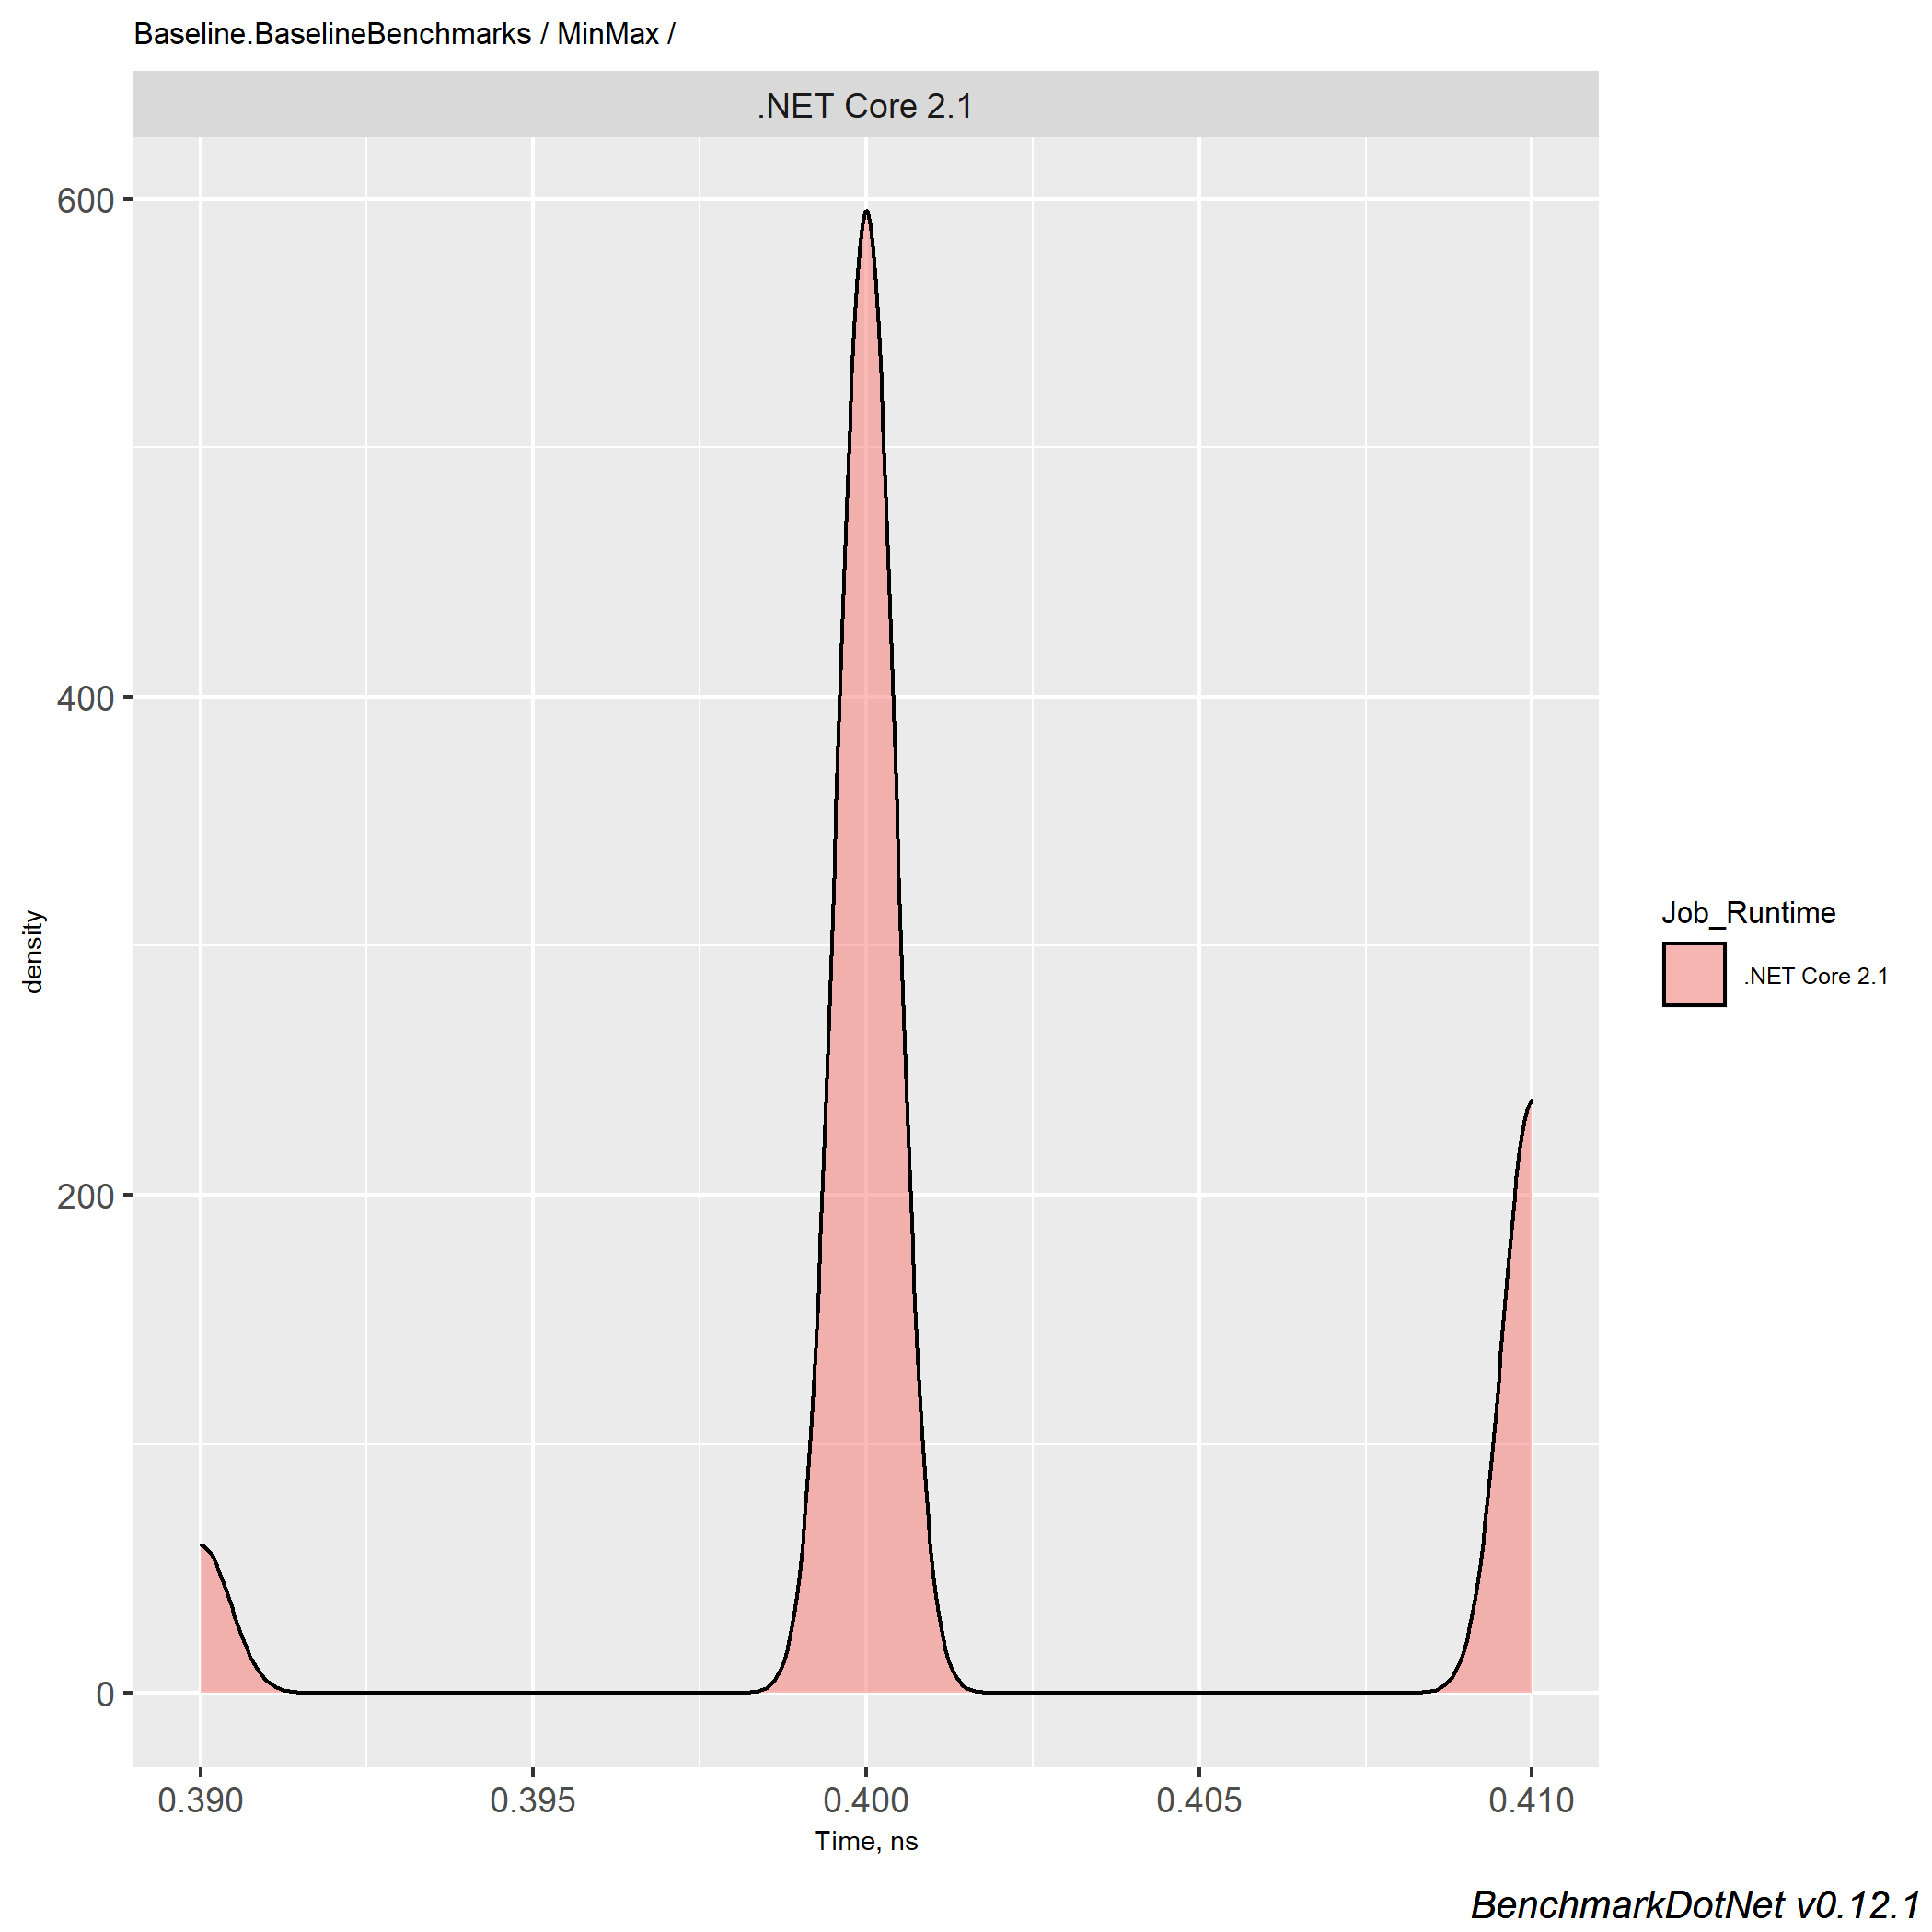 Baseline.BaselineBenchmarks / MinMax /
.NET Core 2.1
600
400
200
0
density
0.390 0.395 0.400 0.405 0.410
Time, ns
Job_Runtime
.NET Core 2.1
BenchmarkDotNet v0.12.1